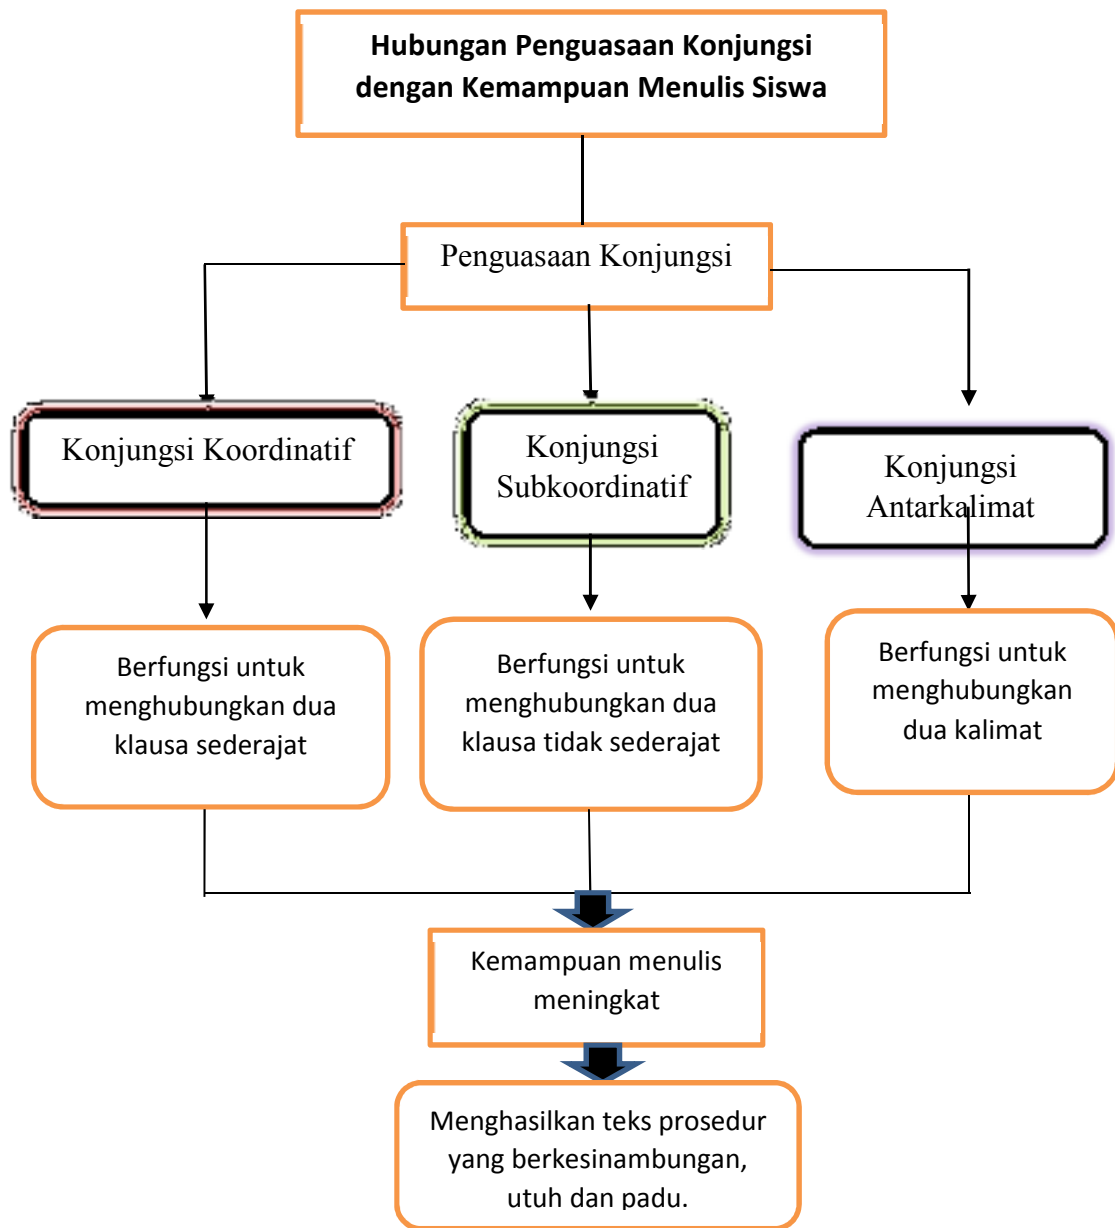 Hubungan Penguasaan Konjungsi
dengan Kemampuan Menulis Siswa
Penguasaan Konjungsi
Konjungsi Koordinatif
Konjungsi
Subkoordinatif
Konjungsi
Antarkalimat
Berfungsi untuk
menghubungkan dua
klausa sederajat
Berfungsi untuk
menghubungkan dua
klausa tidak sederajat
Berfungsi untuk
menghubungkan
dua kalimat
Kemampuan menulis
meningkat
Menghasilkan teks prosedur
yang berkesinambungan,
utuh dan padu.